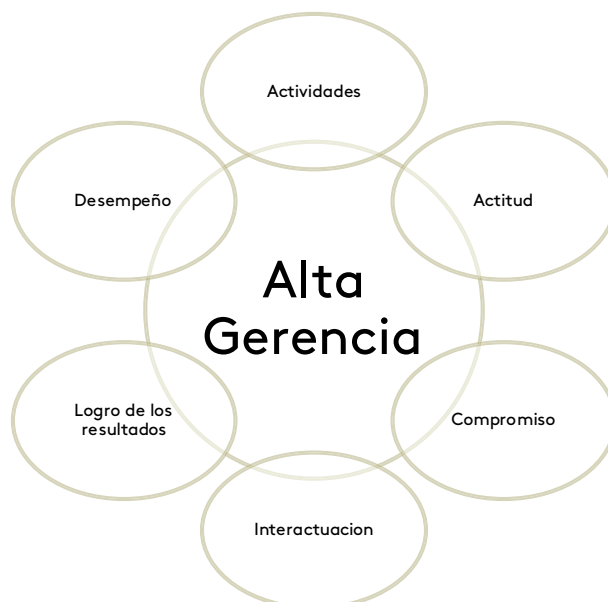 Actividades
Desempeño
Actitud
Alta
Gerencia
Logro de los
resultados
Compromiso
Interactuacion